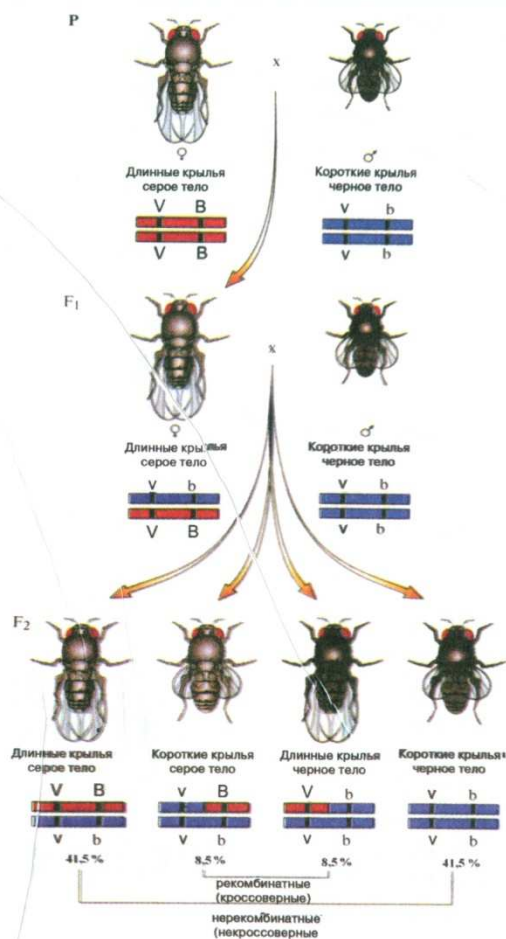 P
x
♀ ♂
Длинные крылья Короткие крылья
серое тело черное тело
V B v b
V B v b
F1
x
♀ ♂
Длинные крылья Короткие крылья
серое тело черное тело
v b v b
V B v b
F2
Длинные крылья Короткие крылья Длинные крылья Короткие крылья
серое тело серое тело черное тело черное тело
V B v B V b v b
v b v b v b v b
41,5 % 8,5 % 8,5 % 41,5 %
рекомбинатные
(кроссоверные)
нерекомбинатные
(некроссоверные